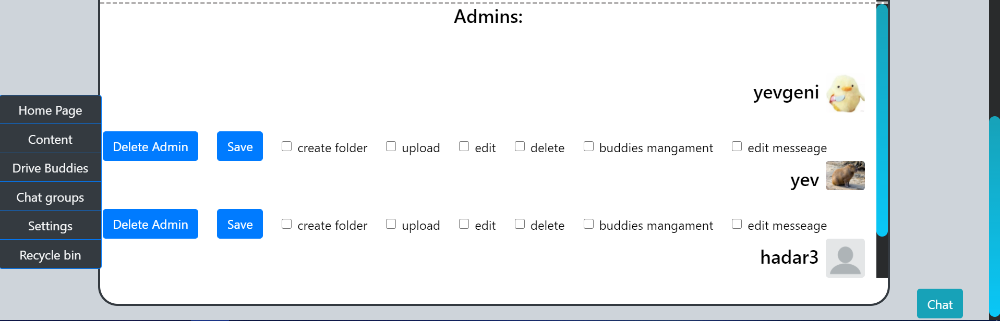 Admins:
yevgeni
Home Page
Content
Drive Buddies
Chat groups
Settings
Recycle bin
Delete Admin Save create folder upload edit delete buddies mangament edit messeage
yev
Delete Admin Save create folder upload edit delete buddies mangament edit messeage
hadar3
Chat